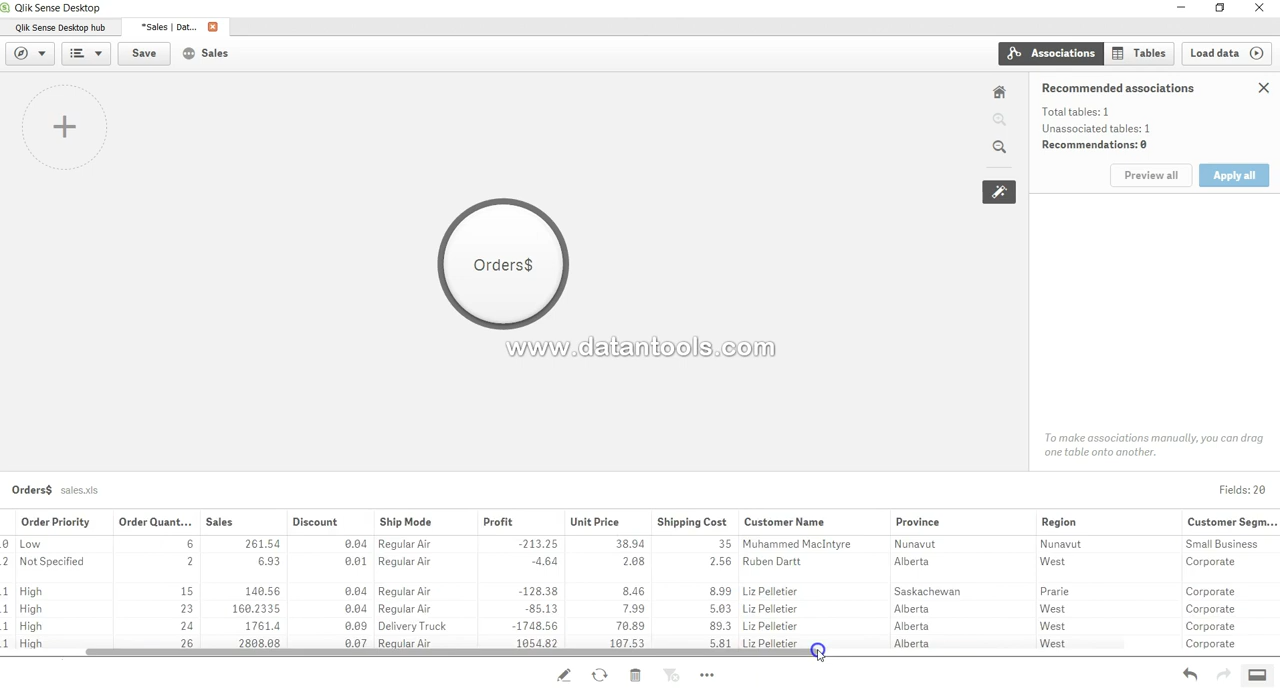 Qlik Sense Desktop
Qlik Sense Desktop hub
*Sales | Dat...
Save
Sales
Associations
Tables
Load data
Recommended associations
Total tables: 1
Unassociated tables: 1
Recommendations: 0
Preview all
Apply all
Orders$
www.datantools.com
To make associations manually, you can drag
one table onto another.
Orders$ sales.xls Fields: 20
Order Priority Order Quant... Sales Discount Ship Mode Profit Unit Price Shipping Cost Customer Name Province Region Customer Segm...
0 Low 6 261.54 0.04 Regular Air -213.25 38.94 35 Muhammed MacIntyre Nunavut Nunavut Small Business
2 Not Specified 2 6.93 0.01 Regular Air -4.64 2.08 2.56 Ruben Dartt Alberta West Corporate
1 High 15 140.56 0.04 Regular Air -128.38 8.46 8.99 Liz Pelletier Saskachewan Prarie Corporate
1 High 23 160.2335 0.04 Regular Air -85.13 7.99 5.03 Liz Pelletier Alberta West Corporate
1 High 24 1761.4 0.09 Delivery Truck -1748.56 70.89 89.3 Liz Pelletier Alberta West Corporate
1 High 26 2808.08 0.07 Regular Air 1054.82 107.53 5.81 Liz Pelletier Alberta West Corporate